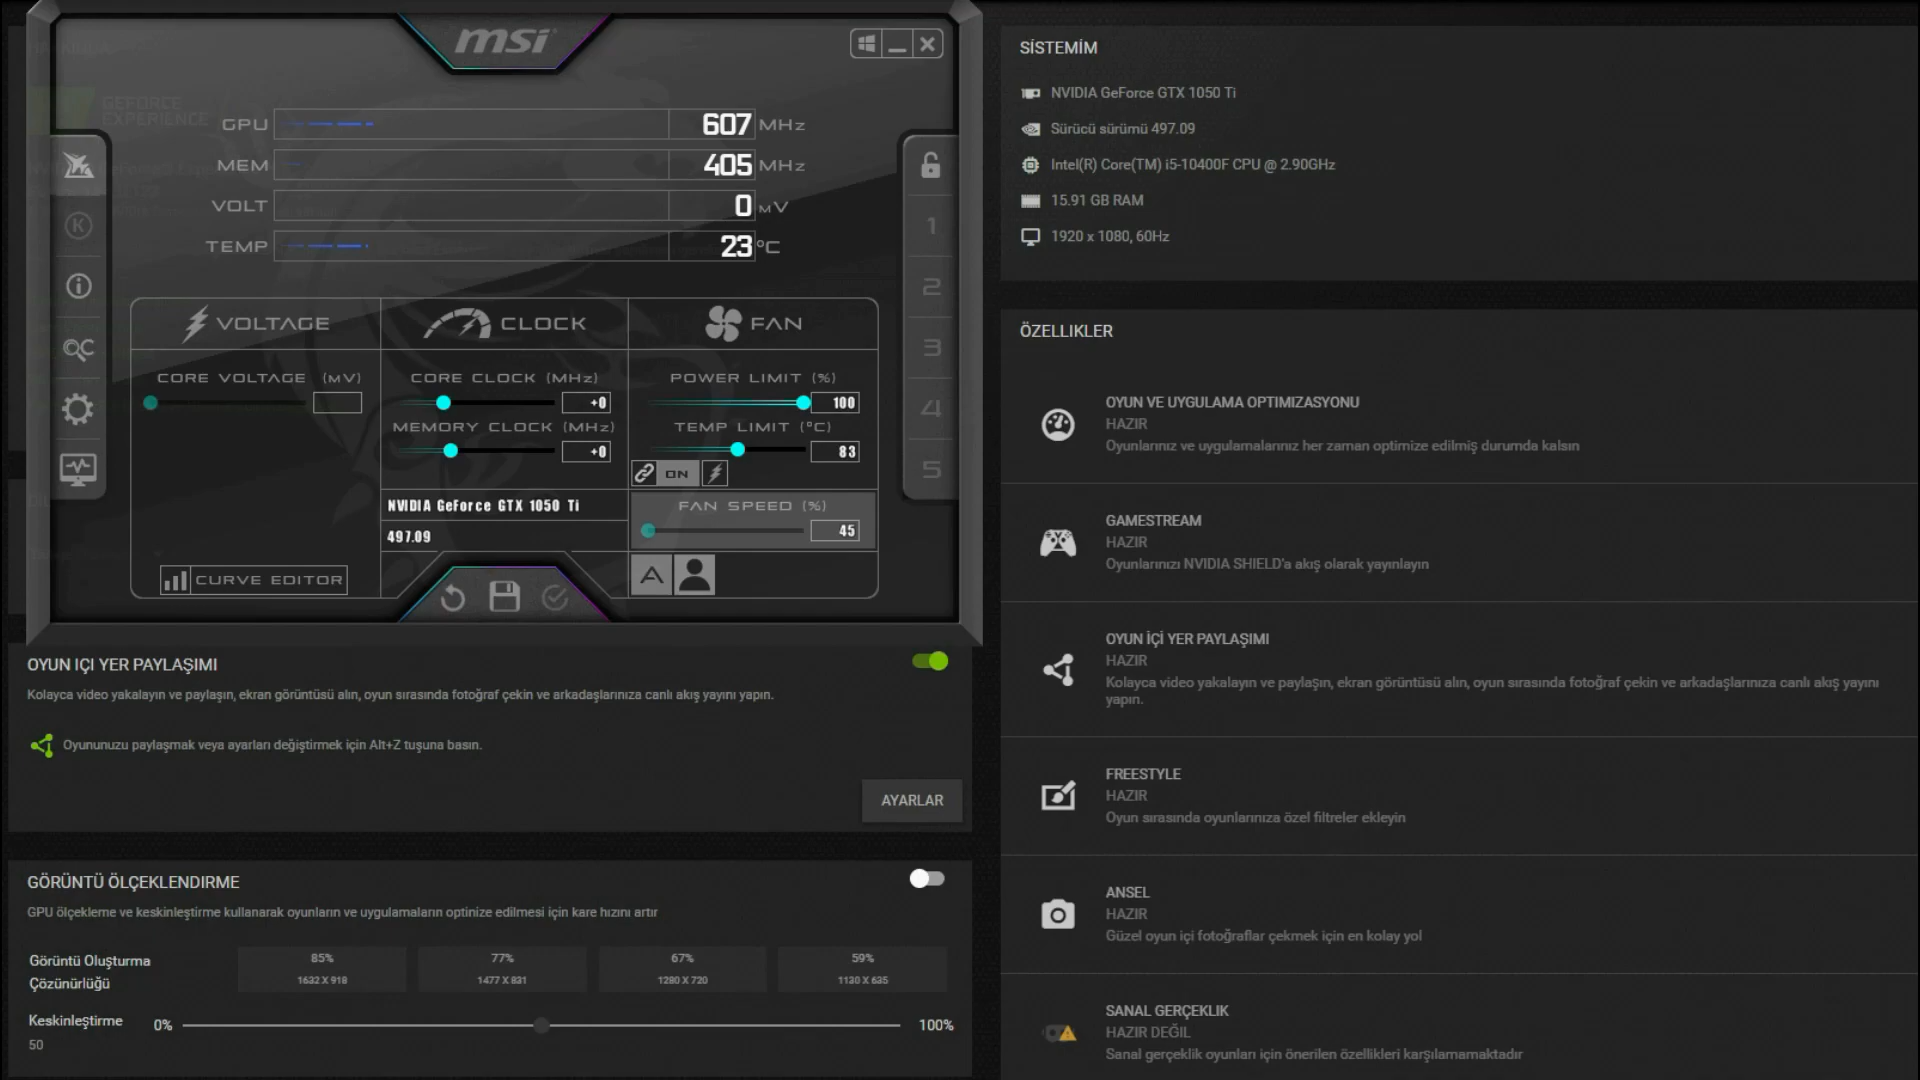 msi
GEFORCE
EXPERIENCE
GPU 607 MHz
MEM 405 MHz
VOLT 0 MV
TEMP 23 °C
K
1
2
3
4
5
VOLTAGE
CLOCK
FAN
CORE VOLTAGE (MV)
CORE CLOCK (MHz)
+0
MEMORY CLOCK (MHz)
+0
POWER LIMIT (%)
100
TEMP LIMIT (°C)
83
ON
NVIDIA GeForce GTX 1050 Ti
497.09
FAN SPEED (%)
45
CURVE EDITOR
A
OYUN IÇI YER PAYLAŞIMI
Kolayca video yakalayın ve paylaşın, ekran görüntüsü alın, oyun sırasında fotoğraf çekin ve arkadaşlarınıza canlı akış yayını yapın.
Oyununuzu paylaşmak veya ayarları değiştirmek için Alt+Z tuşuna basın.
AYARLAR
GÖRÜNTÜ ÖLÇEKLENDIRME
GPU ölçekleme ve keskinleştirme kullanarak oyunların ve uygulamaların optinize edilmesi için kare hızını artır
Görüntü Oluşturma
Çözünürlüğü
85%
1632 X 918
77%
1477 X 831
67%
1280 X 720
59%
1130 X 635
Keskinleştirme
50
0%
100%
SİSTEMİM
NVIDIA GeForce GTX 1050 Ti
Sürücü sürümü 497.09
Intel(R) Core(TM) i5-10400F CPU @ 2.90GHz
15.91 GB RAM
1920 x 1080, 60Hz
ÖZELLIKLER
OYUN VE UYGULAMA OPTIMIZASYONU
HAZIR
Oyunlarınız ve uygulamalarınız her zaman optimize edilmiş durumda kalsın
GAMESTREAM
HAZIR
Oyunlarınızı NVIDIA SHIELD'a akış olarak yayınlayın
OYUN İÇİ YER PAYLAŞIMI
HAZIR
Kolayca video yakalayın ve paylaşın, ekran görüntüsü alın, oyun sırasında fotoğraf çekin ve arkadaşlarınıza canlı akış yayını
yapın.
FREESTYLE
HAZIR
Oyun sırasında oyunlarınıza özel filtreler ekleyin
ANSEL
HAZIR
Güzel oyun içi fotoğraflar çekmek için en kolay yol
SANAL GERÇEKLIK
HAZIR DEĞIL
Sanal gerçeklik oyunları için önerilen özellikleri karşılamamaktadır